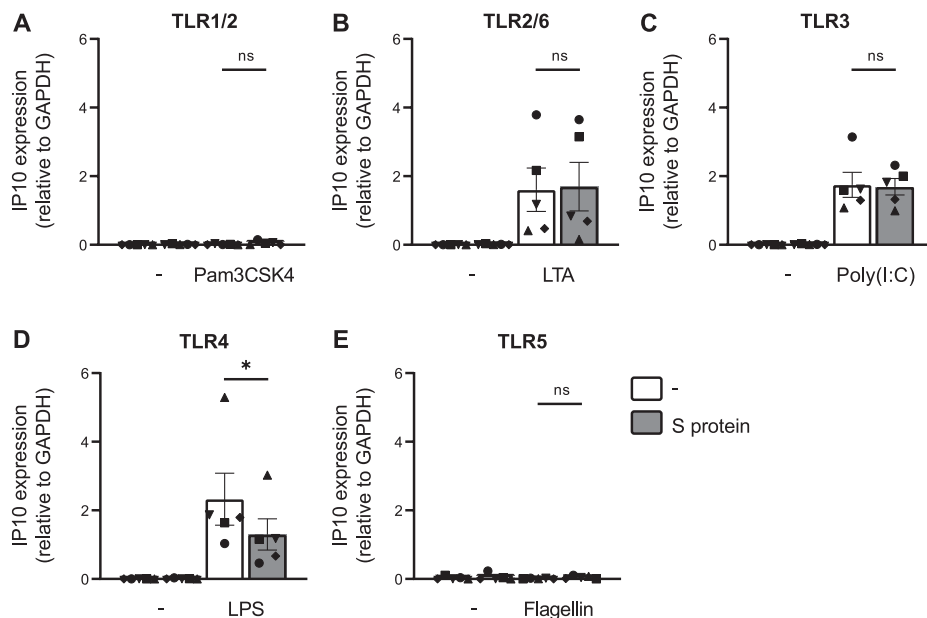 A
TLR1/2
IP10 expression
(relative to GAPDH)
6
4
2
0
ns
-
Pam3CSK4
B
TLR2/6
IP10 expression
(relative to GAPDH)
6
4
2
0
ns
-
LTA
C
TLR3
IP10 expression
(relative to GAPDH)
6
4
2
0
ns
-
Poly(I:C)
D
TLR4
IP10 expression
(relative to GAPDH)
6
4
2
0
*
-
LPS
E
TLR5
IP10 expression
(relative to GAPDH)
6
4
2
0
ns
-
Flagellin
-
S protein